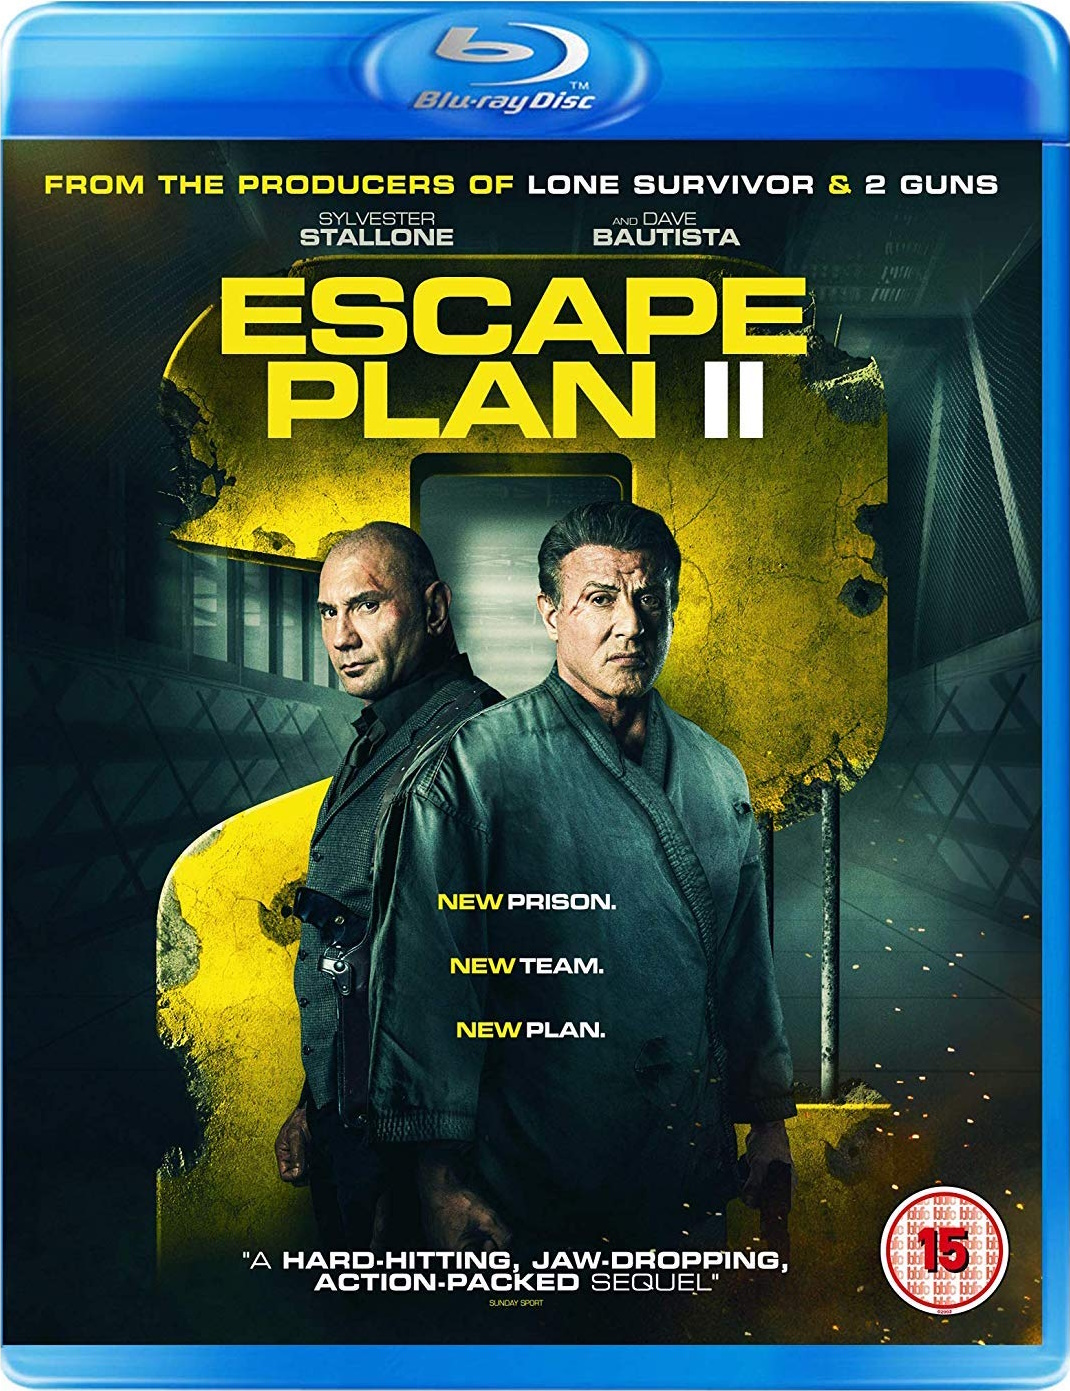 Blu-ray Disc™
FROM THE PRODUCERS OF LONE SURVIVOR & 2 GUNS
SYLVESTER STALLONE
AND DAVE BAUTISTA
ESCAPE
PLAN II
NEW PRISON.
NEW TEAM.
NEW PLAN.
"A HARD-HITTING, JAW-DROPPING,
ACTION-PACKED SEQUEL"
SUNDAY SPORT
15